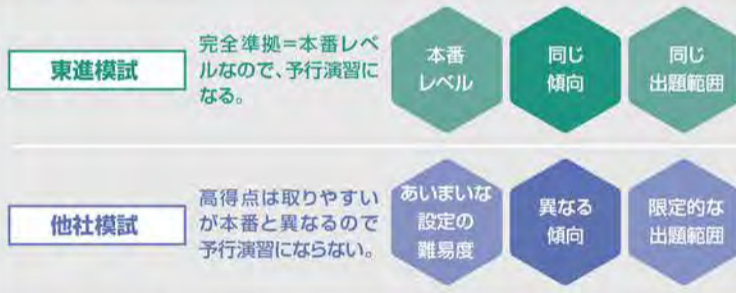 東進模試
完全準拠=本番レベ
ルなので、予行演習に
なる。
本番
レベル
同じ
傾向
同じ
出題範囲
他社模試
高得点は取りやすい
が本番と異なるので
予行演習にならない。
あいまいな
設定の
難易度
異なる
傾向
限定的な
出題範囲